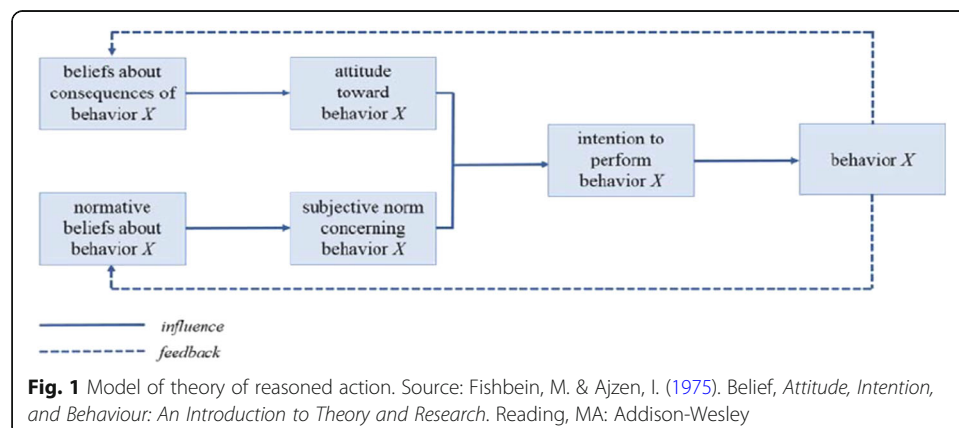 beliefs about
consequences of
behavior X
attitude
toward
behavior X
intention to
perform
behavior X
behavior X
normative
beliefs about
behavior X
subjective norm
concerning
behavior X
influence
feedback
Fig. 1 Model of theory of reasoned action. Source: Fishbein, M. & Ajzen, I. (1975). Belief, Attitude, Intention,
and Behaviour: An Introduction to Theory and Research. Reading, MA: Addison-Wesley